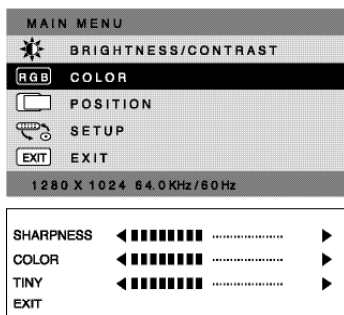 MAIN MENU
BRIGHTNESS/CONTRAST
RGB COLOR
POSITION
SETUP
EXIT EXIT
1280 X 1024 64.0KHz/60Hz
SHARPNESS
COLOR
TINY
EXIT